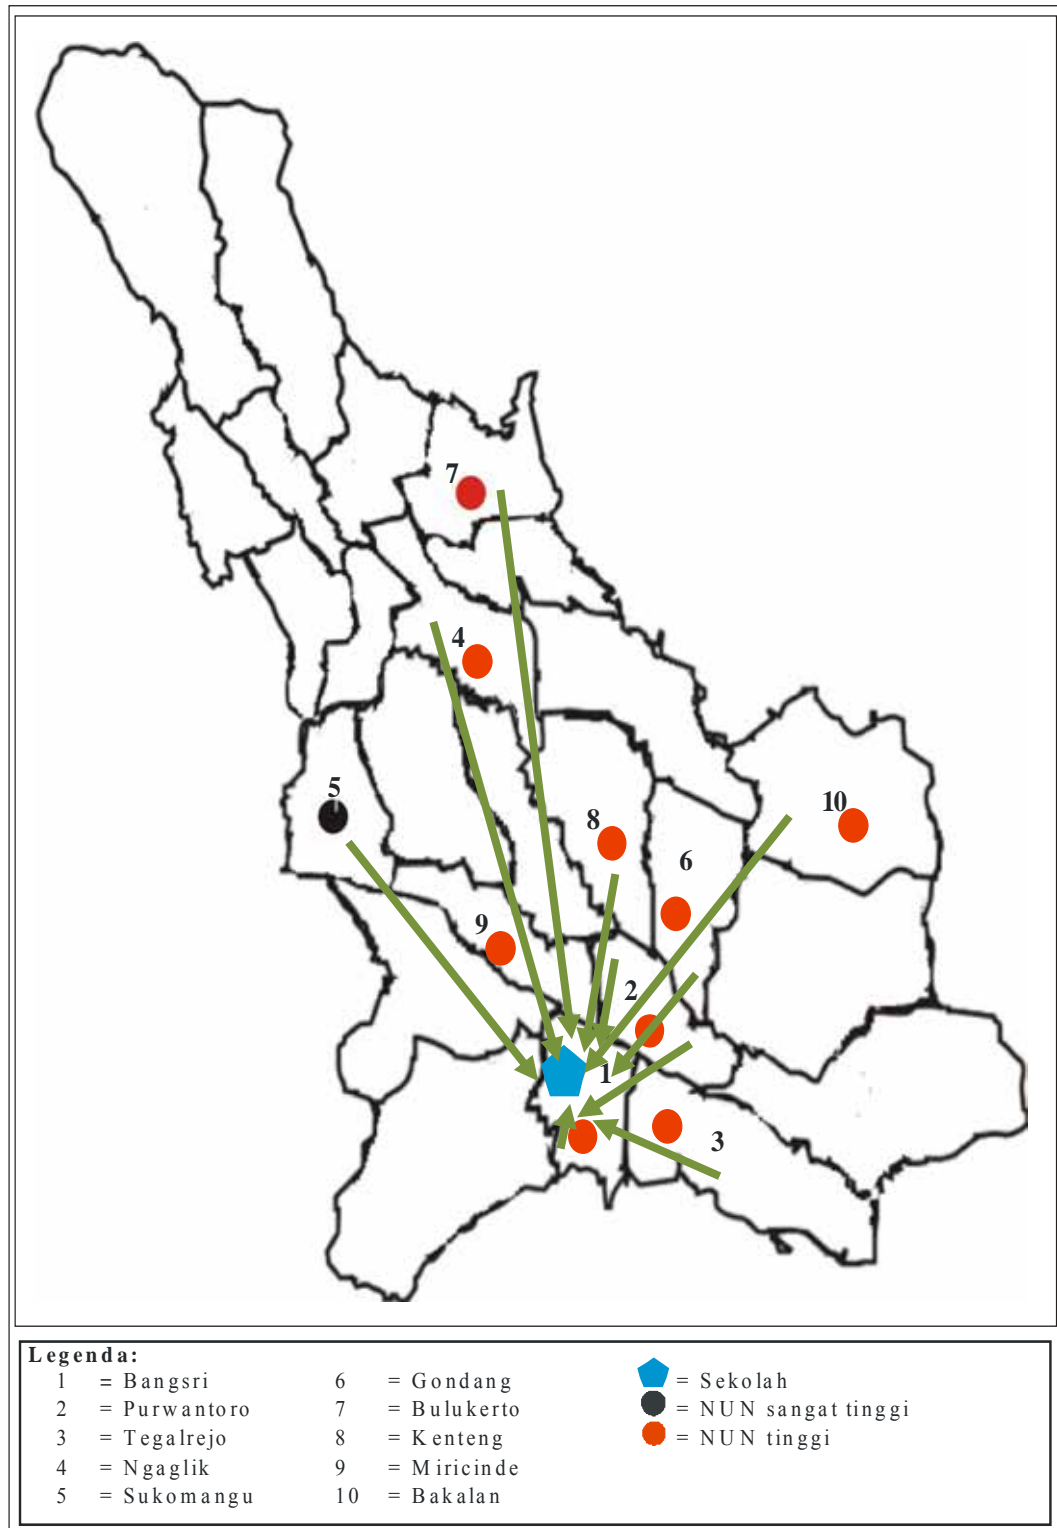 7
4
5
10
8
6
9
2
1
3
Legenda:
1 = Bangsri 6 = Gondang = Sekolah
2 = Purwantoro 7 = Bulukerto = NUN sangat tinggi
3 = Tegalrejo 8 = Kenteng = NUN tinggi
4 = Ngaglik 9 = Miricinde
5 = Sukomangu 10 = Bakalan